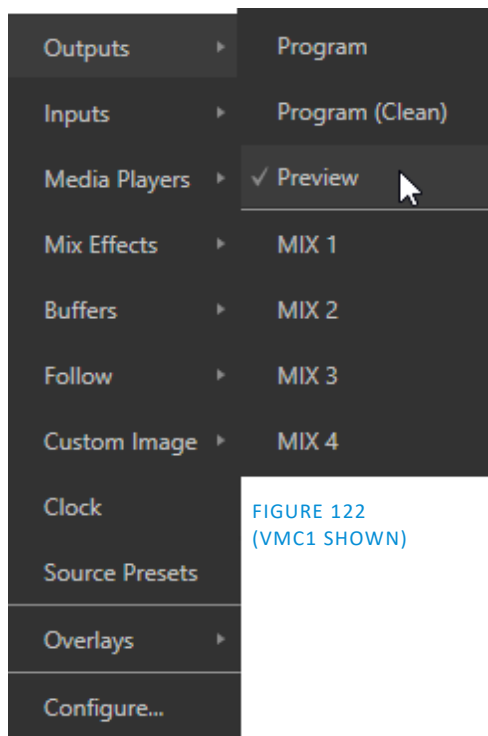 Outputs
Inputs
Media Players
Mix Effects
Buffers
Follow
Custom Image
Clock
Source Presets
Overlays
Configure...
Program
Program (Clean)
✓ Preview
MIX 1
MIX 2
MIX 3
MIX 4
FIGURE 122
(VMC1 SHOWN)